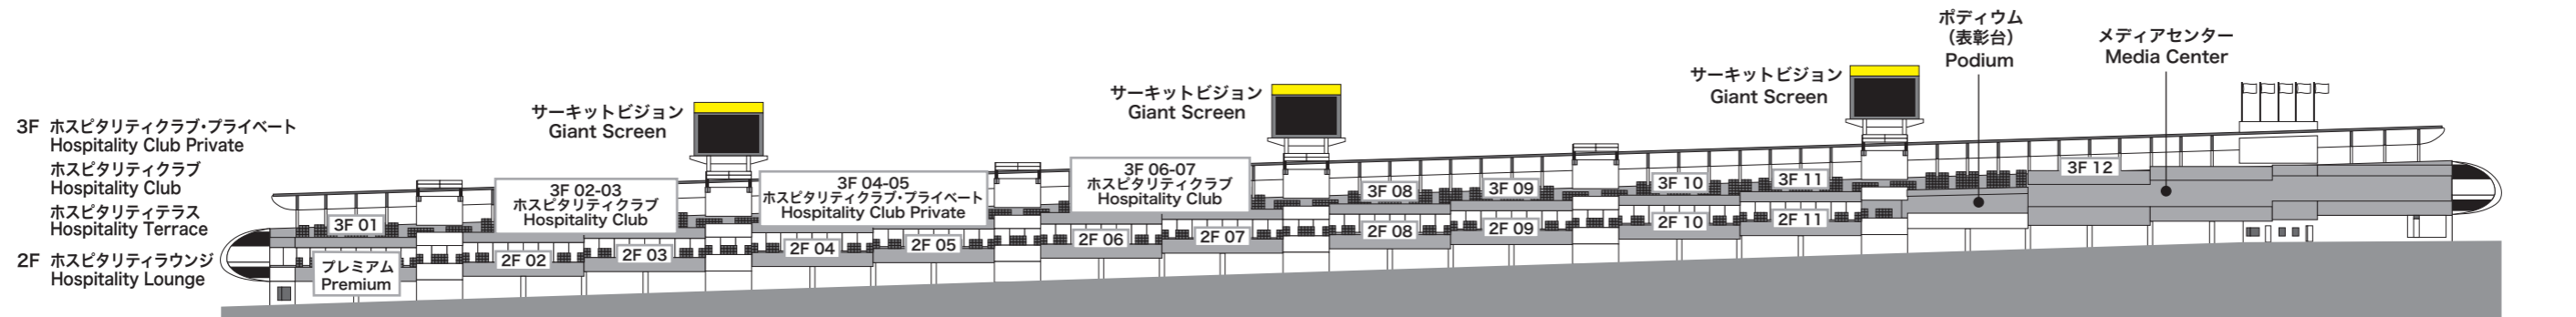 3F ホスピタリティクラブ・プライベート
Hospitality Club Private
ホスピタリティクラブ
Hospitality Club
ホスピタリティテラス
Hospitality Terrace
2F ホスピタリティラウンジ
Hospitality Lounge
サーキットビジョン
Giant Screen
サーキットビジョン
Giant Screen
サーキットビジョン
Giant Screen
ポディウム
（表彰台）
Podium
メディアセンター
Media Center
3F 01
3F 02-03
ホスピタリティクラブ
Hospitality Club
3F 04-05
ホスピタリティクラブ・プライベート
Hospitality Club Private
3F 06-07
ホスピタリティクラブ
Hospitality Club
3F 08
3F 09
3F 10
3F 11
3F 12
プレミアム
Premium
2F 02
2F 03
2F 04
2F 05
2F 06
2F 07
2F 08
2F 09
2F 10
2F 11